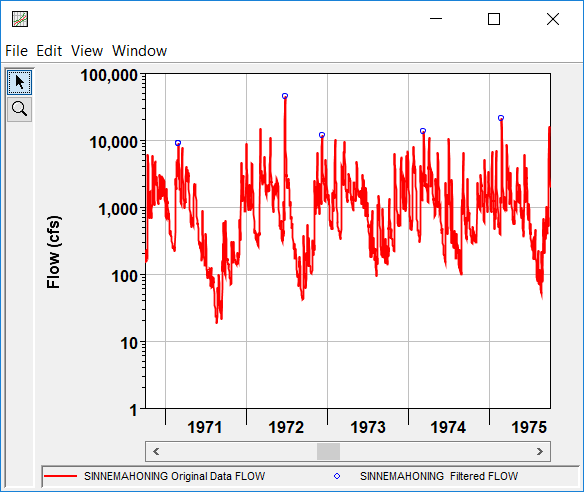 File Edit View Window
100,000
10,000
1,000
100
10
1
Flow (cfs)
1971 1972 1973 1974 1975
SINNEMAHONING Original Data FLOW SINNEMAHONING Filtered FLOW